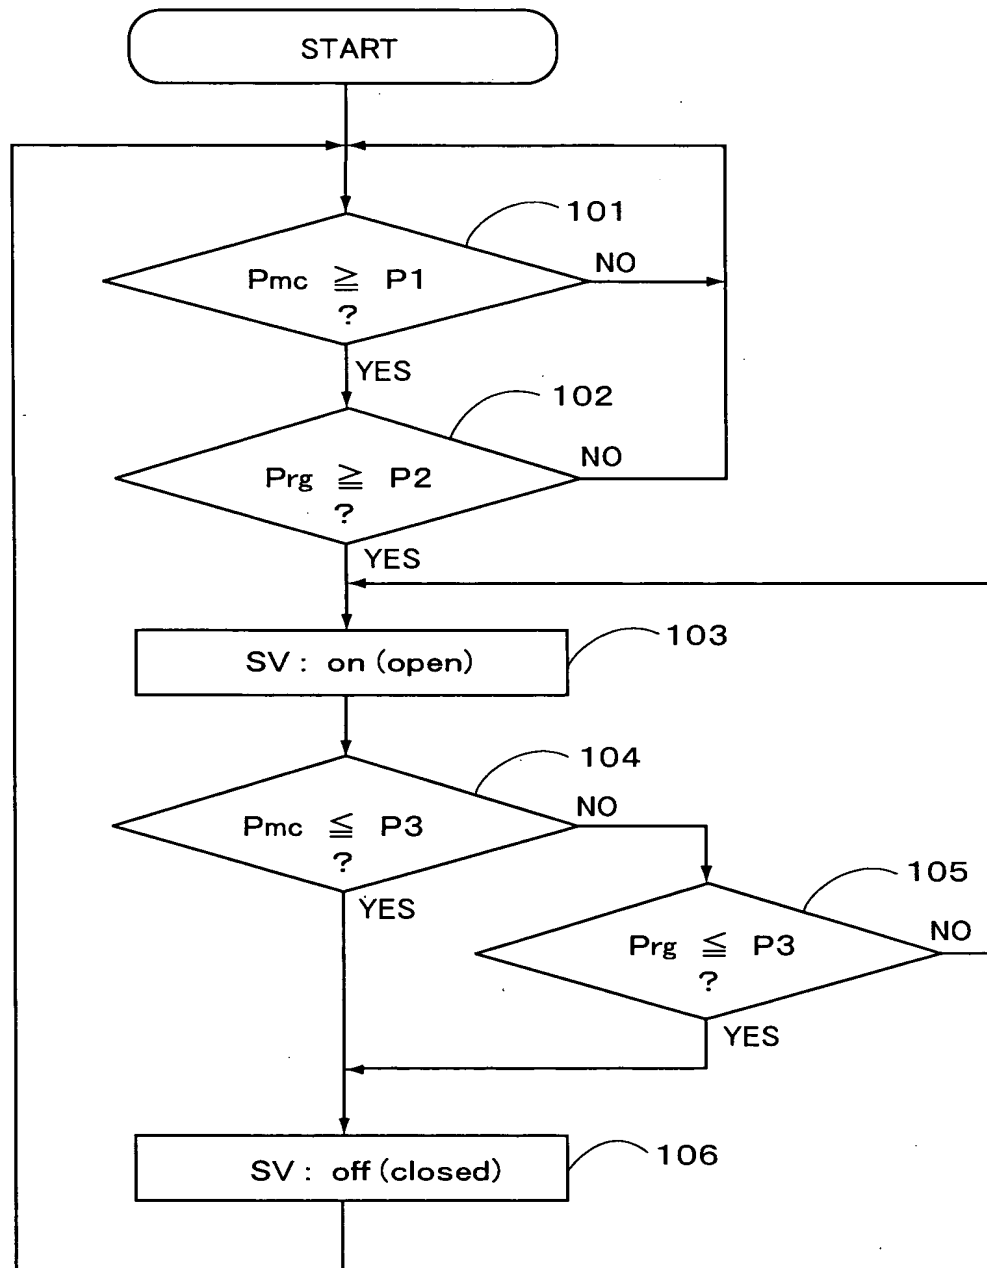 START
101
Pmc ≧ P1
?
NO
YES
102
Prg ≧ P2
?
NO
YES
103
SV : on (open)
104
Pmc ≦ P3
?
NO
YES
105
Prg ≦ P3
?
NO
YES
106
SV : off (closed)